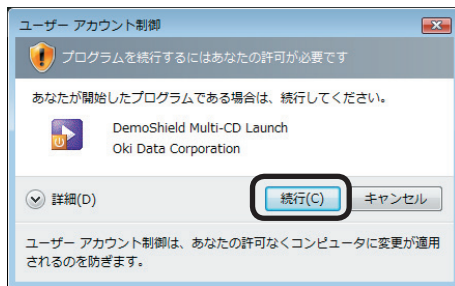 ユーザー アカウント制御
プログラムを続行するにはあなたの許可が必要です
あなたが開始したプログラムである場合は、続行してください。
DemoShield Multi-CD Launch
Oki Data Corporation
詳細(D)
続行(C)
キャンセル
ユーザー アカウント制御は、あなたの許可なくコンピュータに変更が適用
されるのを防ぎます。